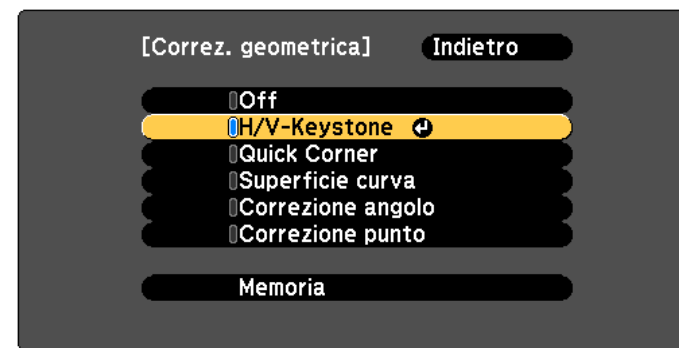 [Correz. geometrica] Indietro
Off
H/V-Keystone
Quick Corner
Superficie curva
Correzione angolo
Correzione punto
Memoria